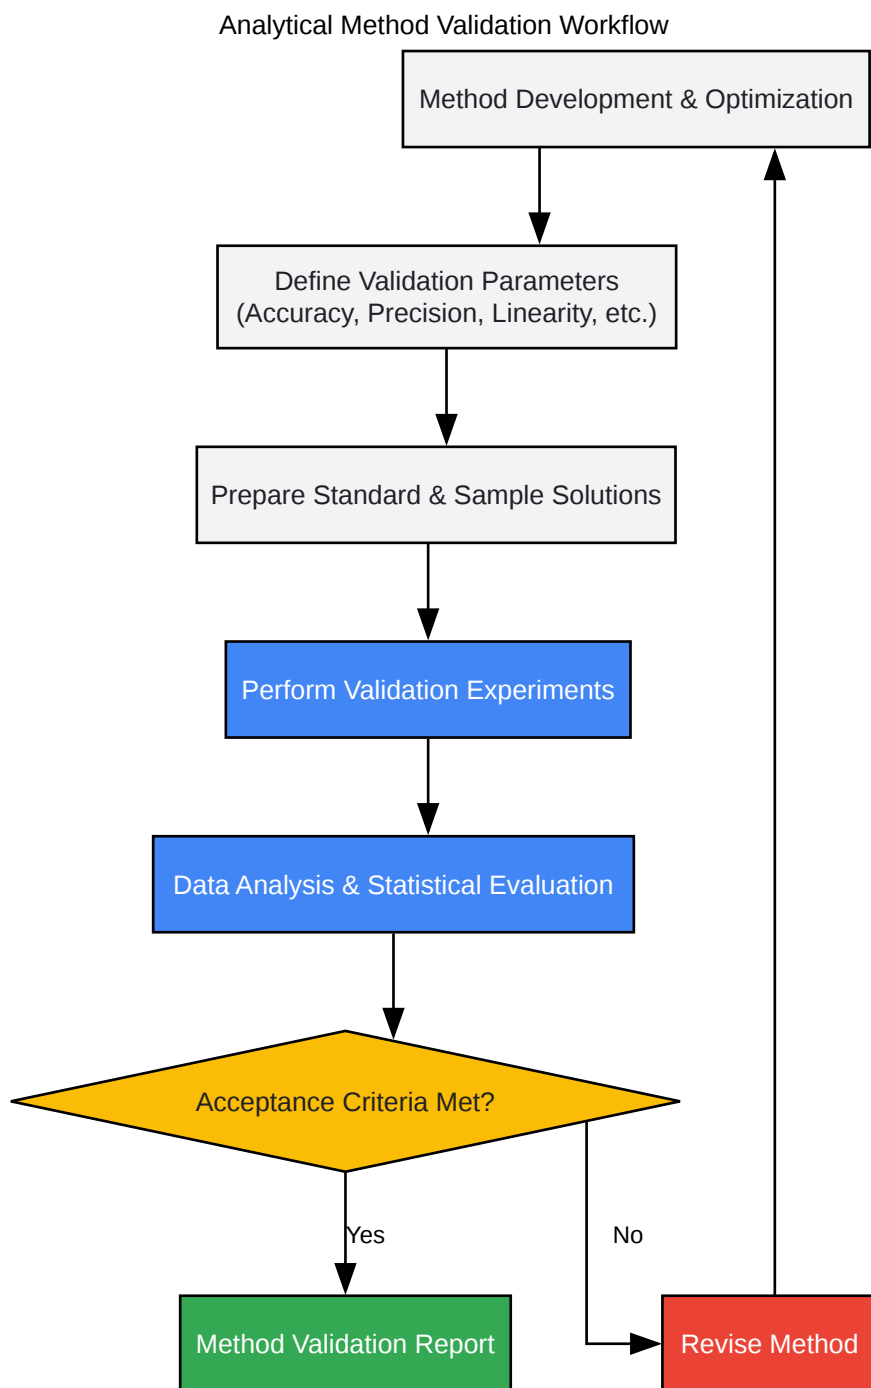 Analytical Method Validation Workflow
Method Development & Optimization
Define Validation Parameters
(Accuracy, Precision, Linearity, etc.)
Prepare Standard & Sample Solutions
Perform Validation Experiments
Data Analysis & Statistical Evaluation
Acceptance Criteria Met?
Yes
No
Method Validation Report
Revise Method